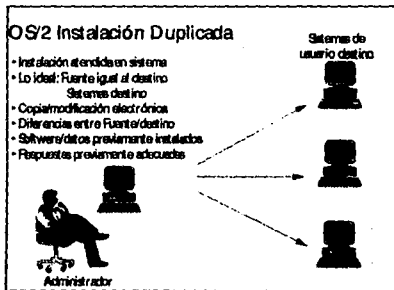 OS/2 Instalación Duplicada
• Instalación atendida en sistema
• Lo ideal: Fuente igual al destino
Sistemas destino
• Copia/modificación electrónica
• Diferencias entre Fuente/destino
• Software/datos previamente instalados
• Respuestas previamente adecuadas
Sistemas de
usuario destino
Administrador